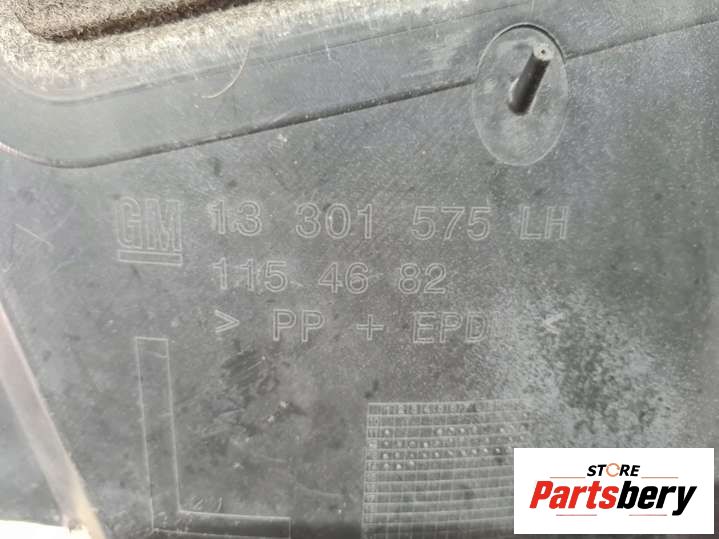 GM 13 301 575 LH
115 46 82
> PP + EPDM <
STORE
Partsbery